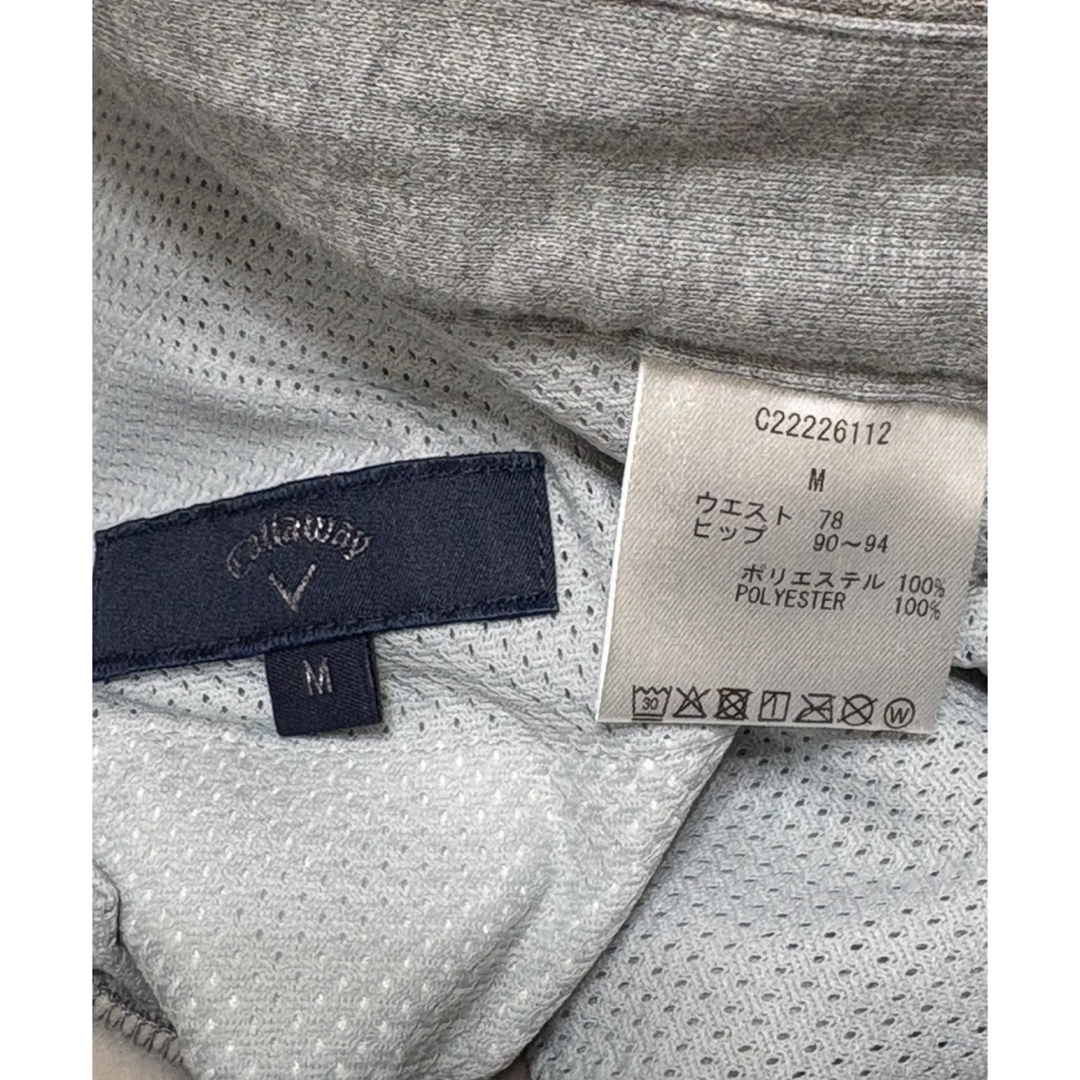 Callaway
M
C22226112
M
ウエスト 78
ヒップ 90～94
ポリエステル 100%
POLYESTER 100%
30
W